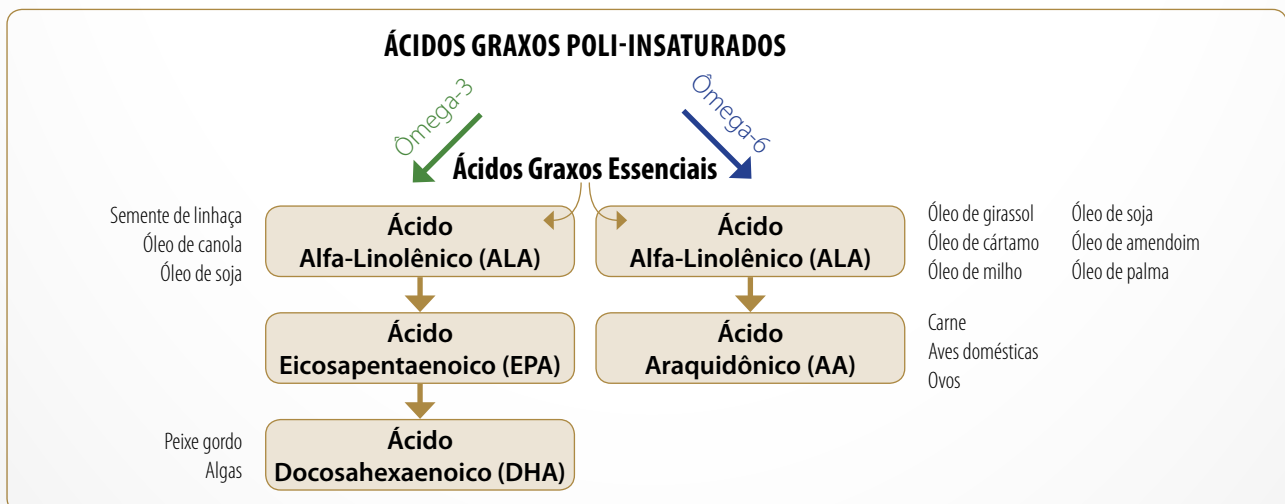 ÁCIDOS GRAXOS POLI-INSATURADOS
Ômega-3
Ômega-6
Ácidos Graxos Essenciais
Semente de linhaça
Óleo de canola
Óleo de soja
Ácido
Alfa-Linolênico (ALA)
Ácido
Alfa-Linolênico (ALA)
Óleo de girassol
Óleo de cártamo
Óleo de milho
Óleo de soja
Óleo de amendoim
Óleo de palma
Ácido
Eicosapentaenoico (EPA)
Ácido
Araquidônico (AA)
Carne
Aves domésticas
Ovos
Peixe gordo
Algas
Ácido
Docosahexaenoico (DHA)